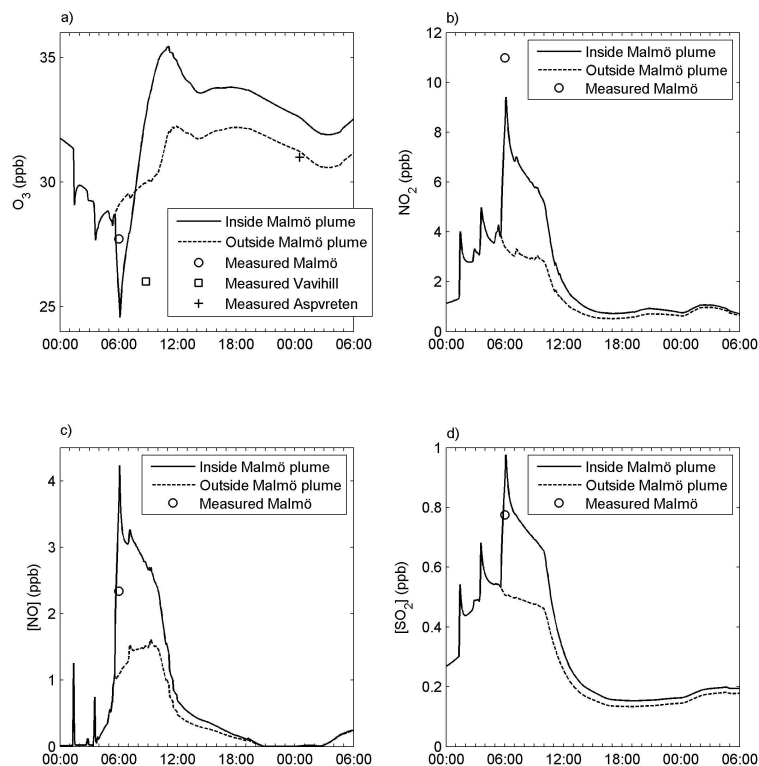 a)
35
30
25
O3 (ppb)
Inside Malmö plume
Outside Malmö plume
Measured Malmö
Measured Vavihill
Measured Aspvreten
00:00 06:00 12:00 18:00 00:00 06:00
b)
12
10
8
6
4
2
0
NO2 (ppb)
Inside Malmö plume
Outside Malmö plume
Measured Malmö
00:00 06:00 12:00 18:00 00:00 06:00
c)
4
3
2
1
0
[NO] (ppb)
Inside Malmö plume
Outside Malmö plume
Measured Malmö
00:00 06:00 12:00 18:00 00:00 06:00
d)
1
0.8
0.6
0.4
0.2
0
[SO2] (ppb)
Inside Malmö plume
Outside Malmö plume
Measured Malmö
00:00 06:00 12:00 18:00 00:00 06:00